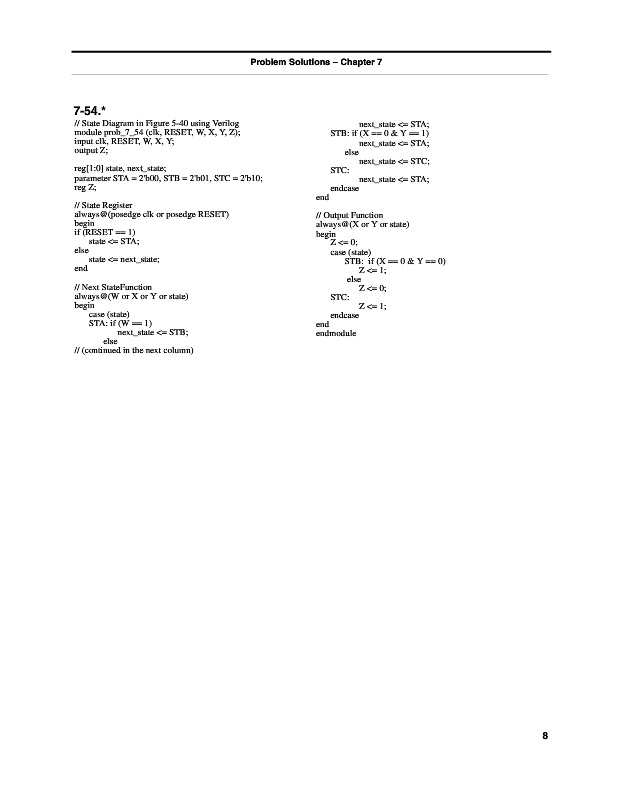 Problem Solutions – Chapter 7
7-54.*
// State Diagram in Figure 5-40 using Verilog
module prob_7_54 (clk, RESET, W, X, Y, Z);
input clk, RESET, W, X, Y;
output Z;
reg[1:0] state, next_state;
parameter STA = 2'b00, STB = 2'b01, STC = 2'b10;
reg Z;
// State Register
always@(posedge clk or posedge RESET)
begin
if (RESET == 1)
state <= STA;
else
state <= next_state;
end
// Next StateFunction
always@(W or X or Y or state)
begin
case (state)
STA: if (W == 1)
next_state <= STB;
else
// (continued in the next column)
next_state <= STA;
STB: if (X == 0 & Y == 1)
next_state <= STA;
else
next_state <= STC;
STC:
next_state <= STA;
endcase
end
// Output Function
always@(X or Y or state)
begin
Z <= 0;
case (state)
STB: if (X == 0 & Y == 0)
Z <= 1;
else
Z <= 0;
STC:
Z <= 1;
endcase
end
endmodule
8